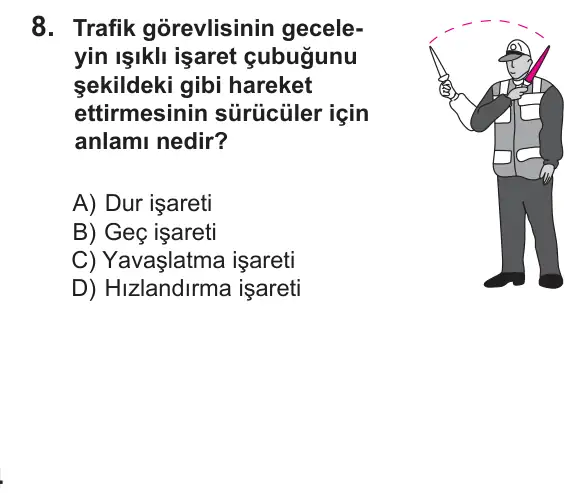 8. Trafik görevlisinin gecele-
yin ışıklı işaret çubuğunu
şekildeki gibi hareket
ettirmesinin sürücüler için
anlamı nedir?
A) Dur işareti
B) Geç işareti
C) Yavaşlatma işareti
D) Hızlandırma işareti